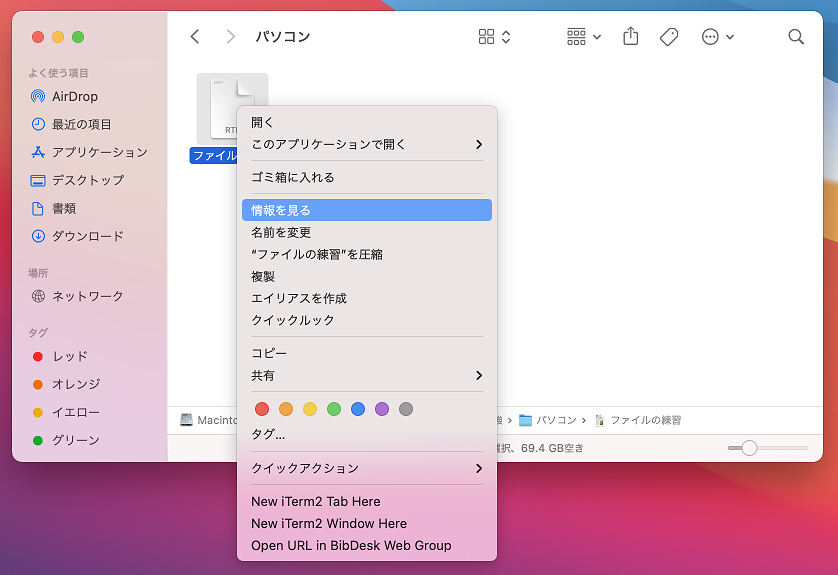 パソコン
よく使う項目
AirDrop
最近の項目
アプリケーション
デスクトップ
書類
ダウンロード
場所
ネットワーク
タグ
レッド
オレンジ
イエロー
グリーン
ファイル
開く
このアプリケーションで開く
ゴミ箱に入れる
情報を見る
名前を変更
“ファイルの練習”を圧縮
複製
エイリアスを作成
クイックルック
コピー
共有
タグ...
クイックアクション
New iTerm2 Tab Here
New iTerm2 Window Here
Open URL in BibDesk Web Group
パソコン › ファイルの練習
選択、69.4 GB空き